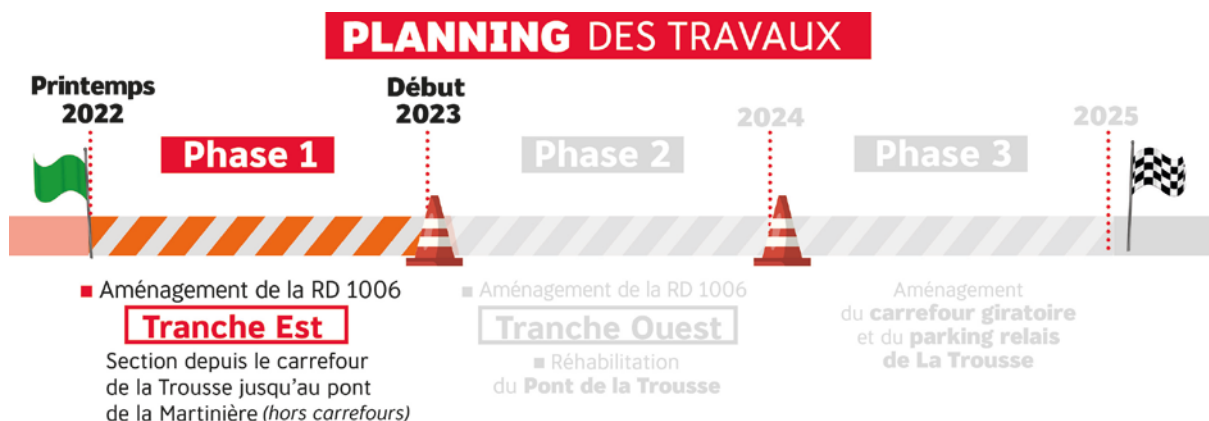 PLANNING DES TRAVAUX
Printemps
2022
Début
2023
2024
2025
Phase 1
Phase 2
Phase 3
■ Aménagement de la RD 1006
Tranche Est
Section depuis le carrefour
de la Trousse jusqu'au pont
de la Martinière (hors carrefours)
■ Aménagement de la RD 1006
Tranche Ouest
■ Réhabilitation
du Pont de la Trousse
Aménagement
du carrefour giratoire
et du parking relais
de La Trousse